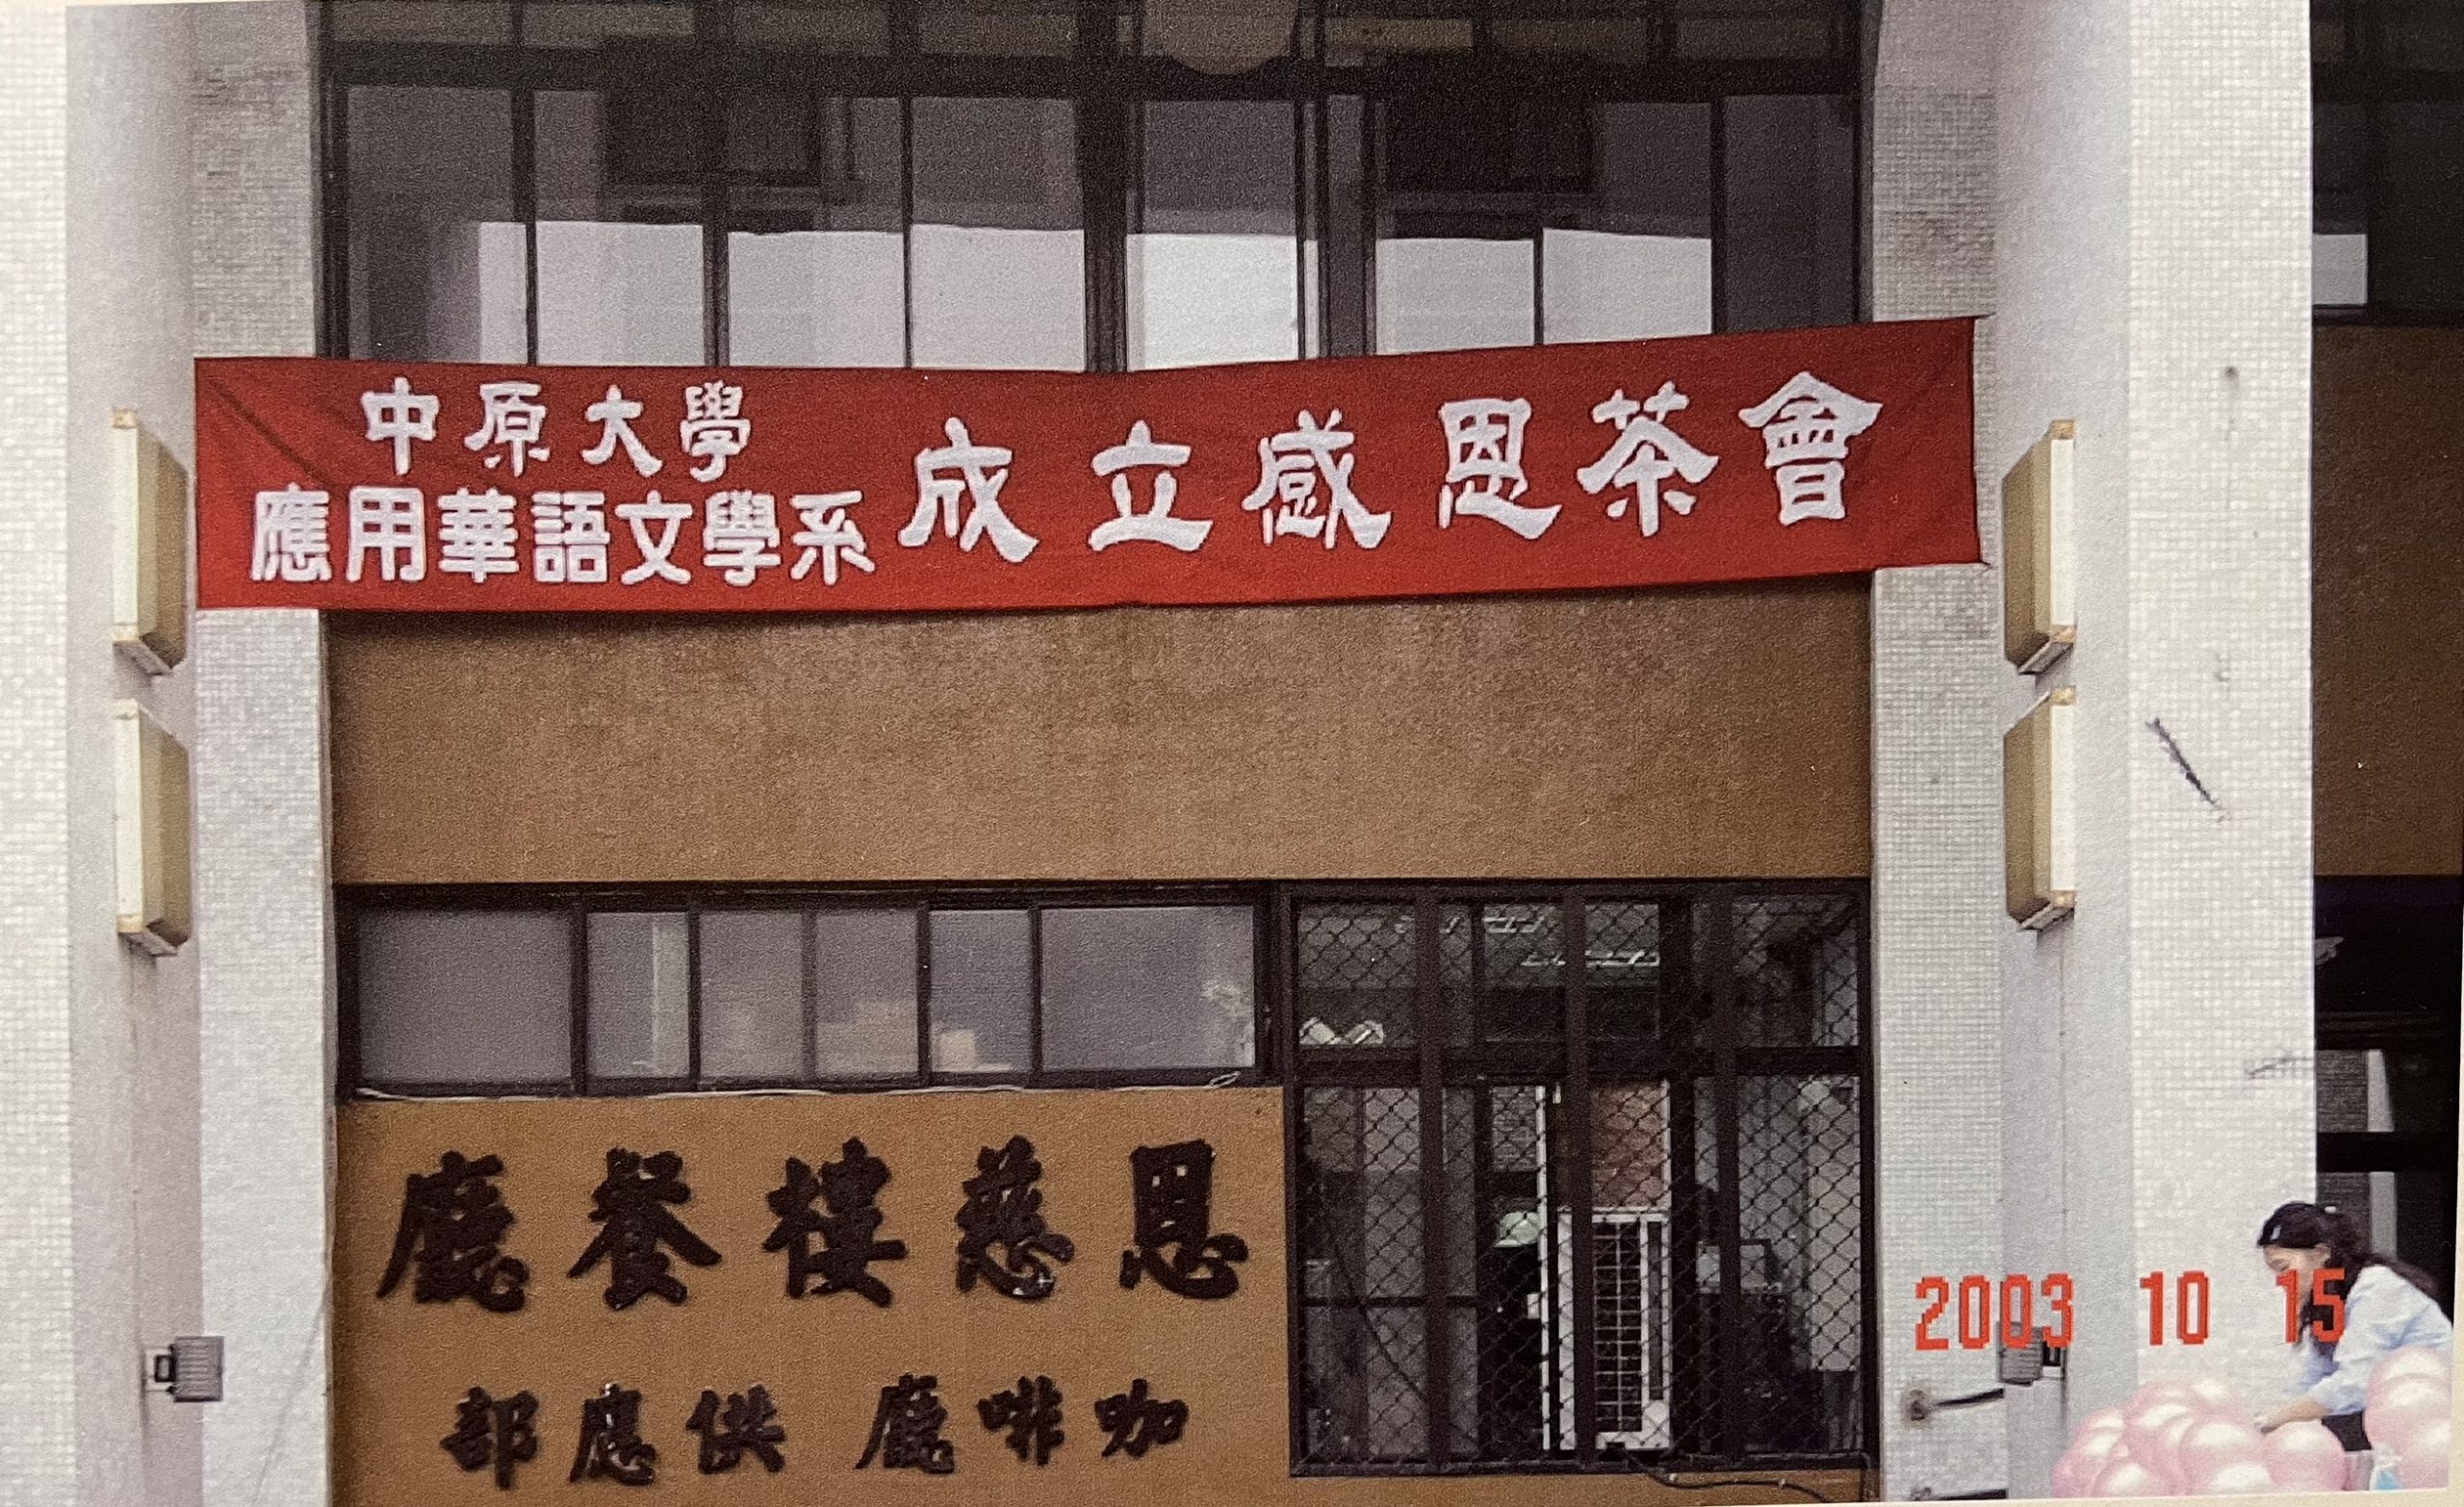 中原大學
應用華語文學系
成立感恩茶會
恩慈樓餐廳
咖啡廳 供應部
2003 10 15